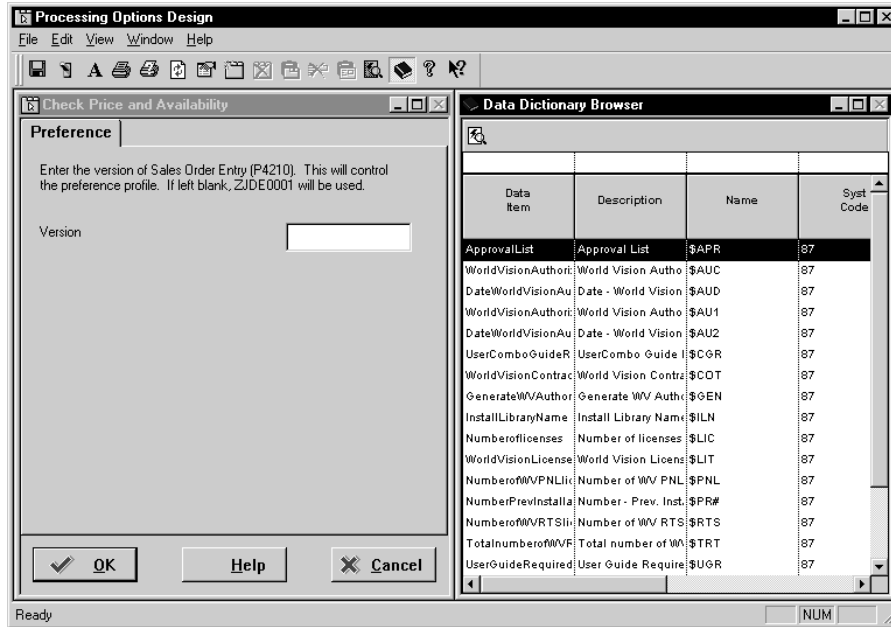 Processing Options Design
File Edit View Window Help
Check Price and Availability
Preference
Enter the version of Sales Order Entry (P4210). This will control
the preference profile. If left blank, ZJDE0001 will be used.
Version
OK Help Cancel
Data Dictionary Browser
Data Item Description Name Syst Code
ApprovalList Approval List $APR 87
WorldVisionAuthori: World Vision Autho $AUC 87
DateWorldVisionAu Date - World Vision $AUD 87
WorldVisionAuthori: World Vision Autho $AU1 87
DateWorldVisionAu Date - World Vision $AU2 87
UserComboGuideR UserCombo Guide $CGR 87
WorldVisionContrac World Vision Contra $COT 87
GenerateWVAuthor Generate WV Autho $GEN 87
InstallLibraryName Install Library Name $ILN 87
Numberoflicenses Number of licenses $LIC 87
WorldVisionLicense World Vision Licens $LIT 87
NumberofWVPNLlic Number of WV PNL $PNL 87
NumberPrevInstalla Number - Prev. Inst. $PR# 87
NumberofWVRTSli Number of WV RTS $RTS 87
TotalnumberofWVF Total number of WV $TRT 87
UserGuideRequired User Guide Require $UGR 87
Ready NUM